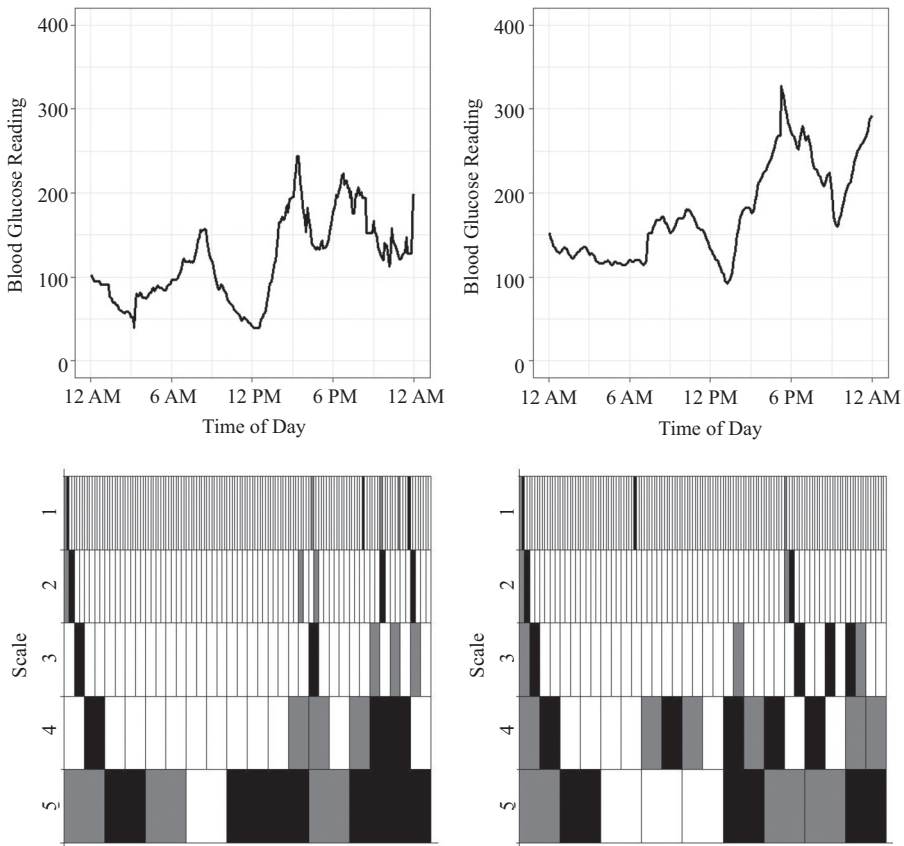 400
300
200
100
0
Blood Glucose Reading
12 AM
6 AM
12 PM
6 PM
12 AM
Time of Day
400
300
200
100
0
Blood Glucose Reading
12 AM
6 AM
12 PM
6 PM
12 AM
Time of Day
1
2
3
4
5
Scale
1
2
3
4
5
Scale